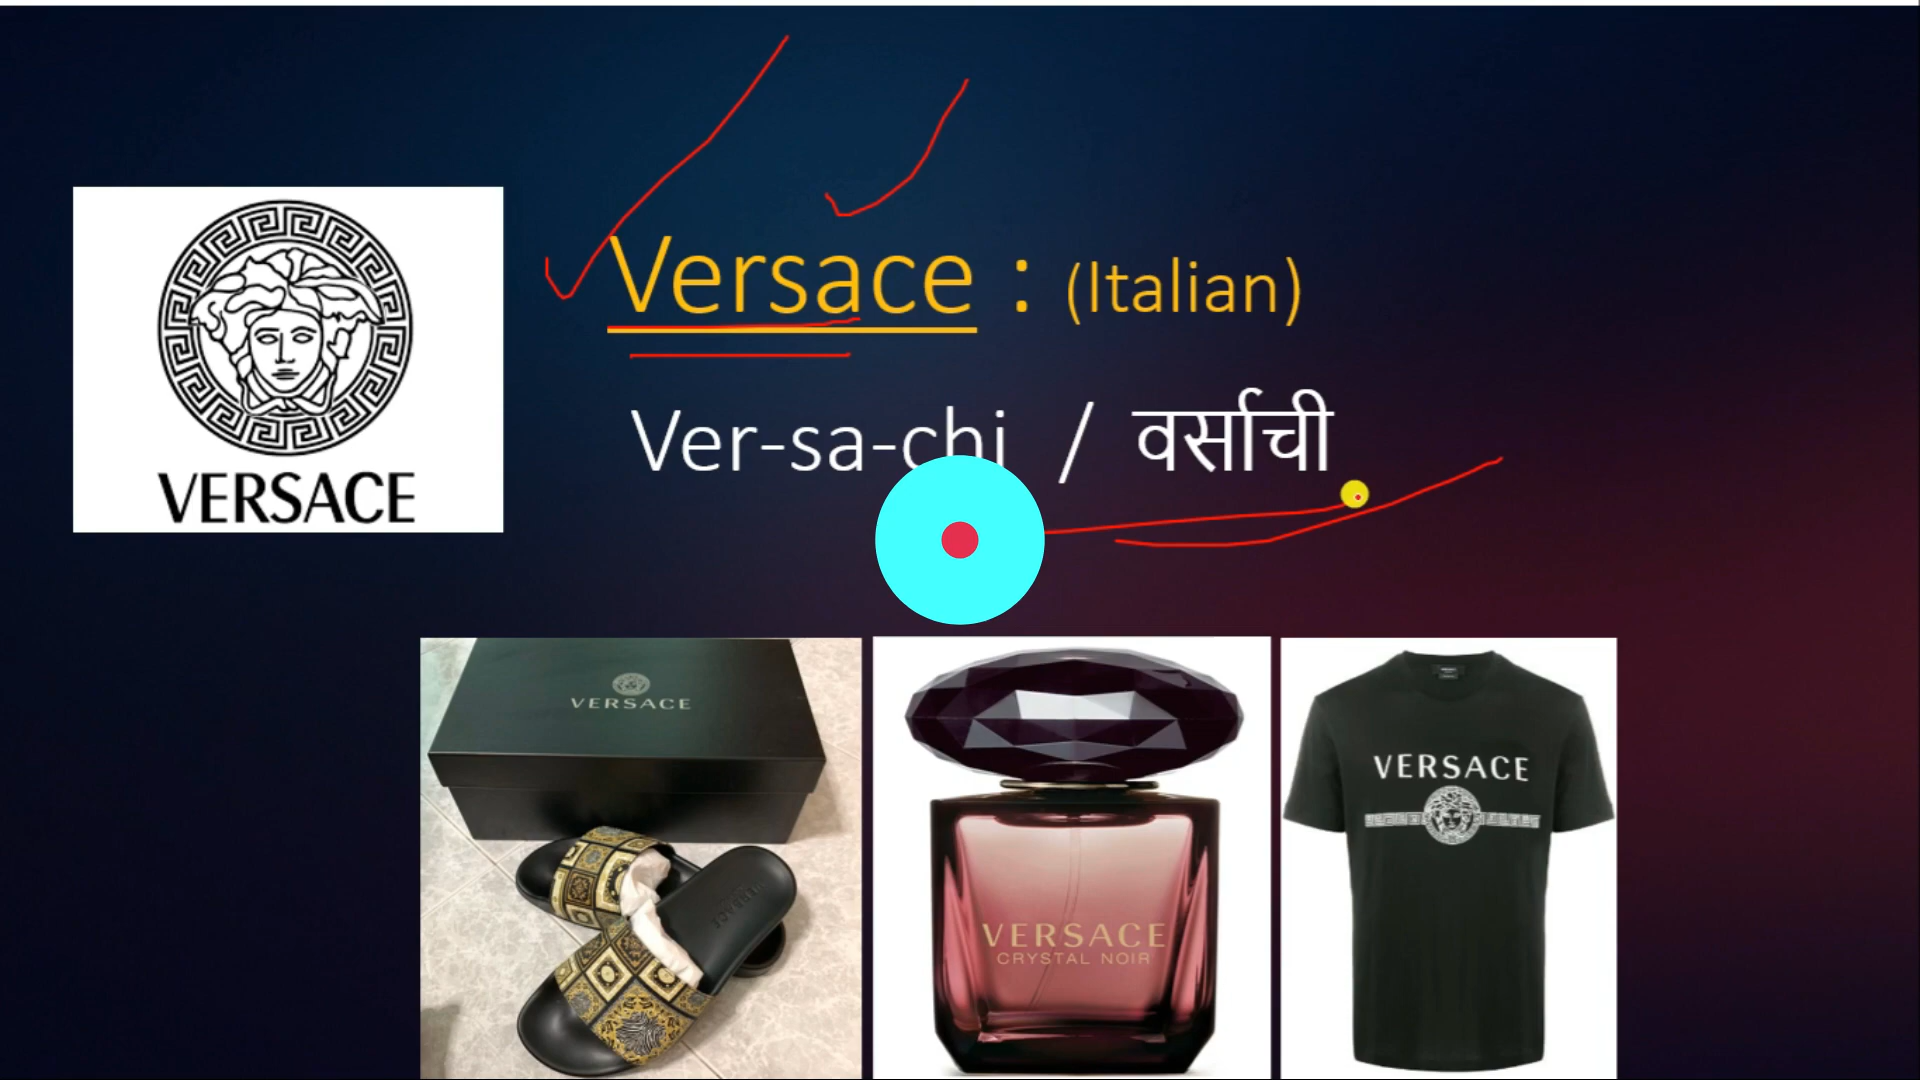 Versace : (Italian)
Ver-sa-chi / वर्साची
VERSACE
VERSACE
VERSACE
CRYSTAL NOIR
VERSACE